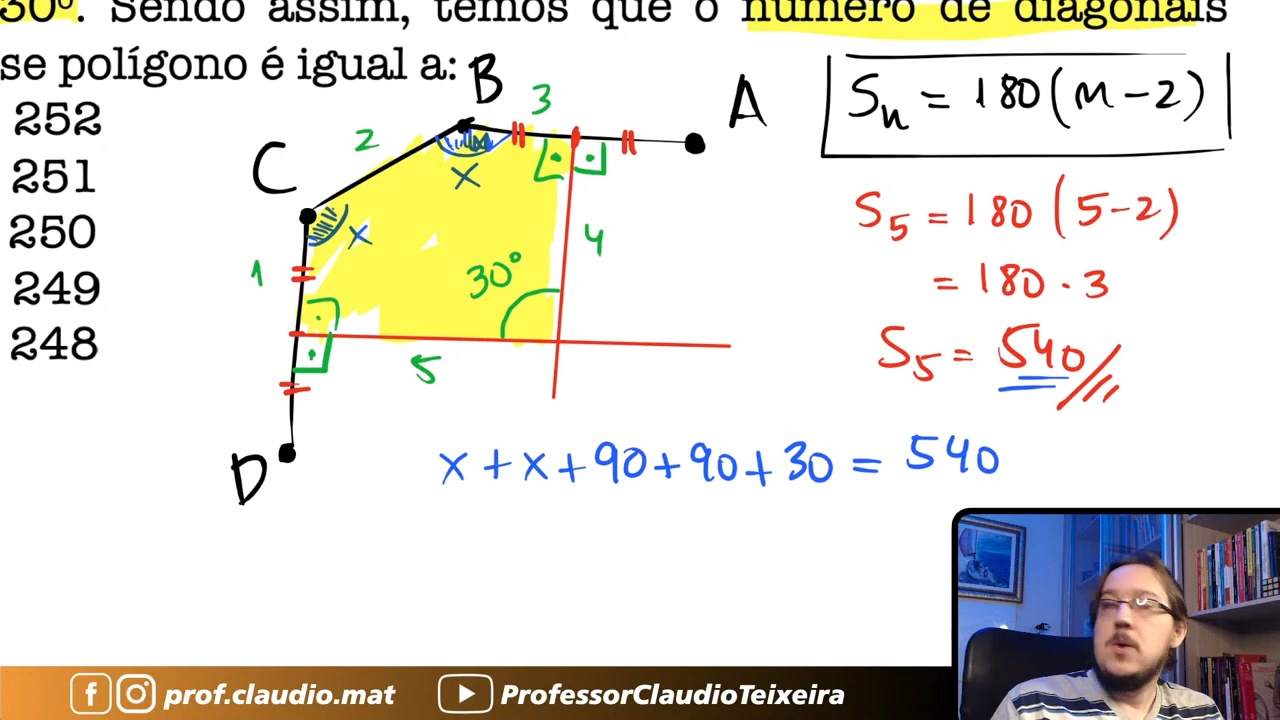 30º. Sendo assim, temos que o número de diagonais
se polígono é igual a:
252
251
250
249
248
B
3
A
2
C
x
x
4
1
30°
5
D
Sn = 180(n-2)
S5 = 180(5-2)
= 180 · 3
S5 = 540
x + x + 90 + 90 + 30 = 540
prof.claudio.mat
ProfessorClaudioTeixeira